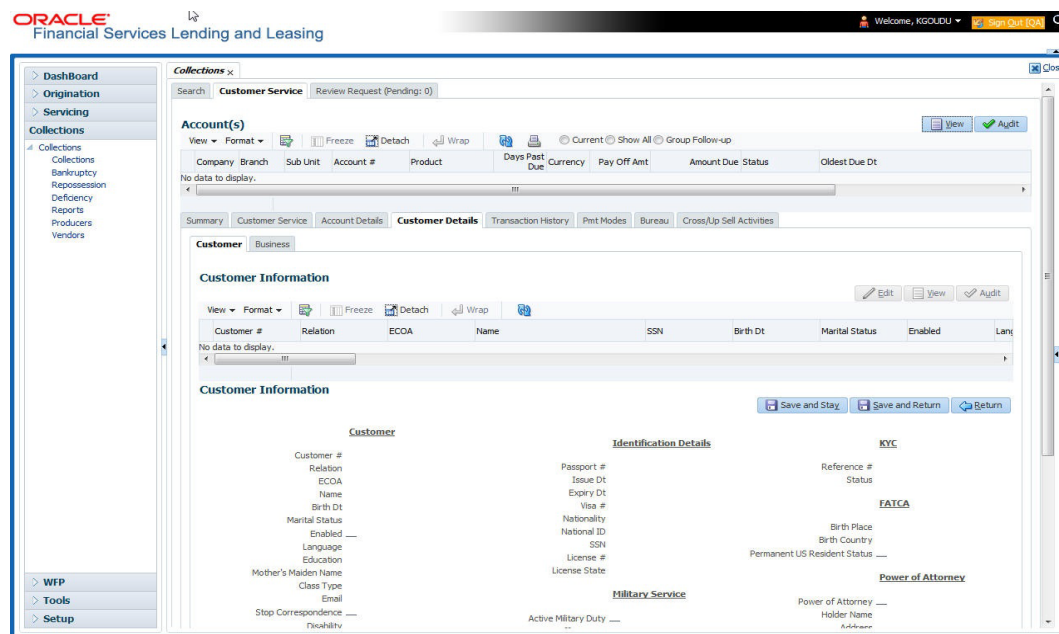 ORACLE
Financial Services Lending and Leasing
Welcome, KGOUDU
Sign Out [QA]
DashBoard
Origination
Servicing
Collections
Collections
Collections
Bankruptcy
Repossession
Deficiency
Reports
Producers
Vendors
WFP
Tools
Setup
Collections x
Clos
Search Customer Service Review Request (Pending: 0)
Account(s)
View Audit
View Format Freeze Detach Wrap Current Show All Group Follow-up
Company Branch Sub Unit Account # Product Days Past Due Currency Pay Off Amt Amount Due Status Oldest Due Dt
No data to display.
Summary Customer Service Account Details Customer Details Transaction History Pmt Modes Bureau Cross/Up Sell Activities
Customer Business
Customer Information
Edit View Audit
View Format Freeze Detach Wrap
Customer # Relation ECOA Name SSN Birth Dt Marital Status Enabled Lang
No data to display.
Customer Information
Save and Stay Save and Return Return
Customer
Customer #
Relation
ECOA
Name
Birth Dt
Marital Status
Enabled
Language
Education
Mother's Maiden Name
Class Type
Email
Stop Correspondence
Disability
Identification Details
Passport #
Issue Dt
Expiry Dt
Visa #
Nationality
National ID
SSN
License #
License State
Military Service
Active Military Duty
KYC
Reference #
Status
FATCA
Birth Place
Birth Country
Permanent US Resident Status
Power of Attorney
Power of Attorney
Holder Name
Address